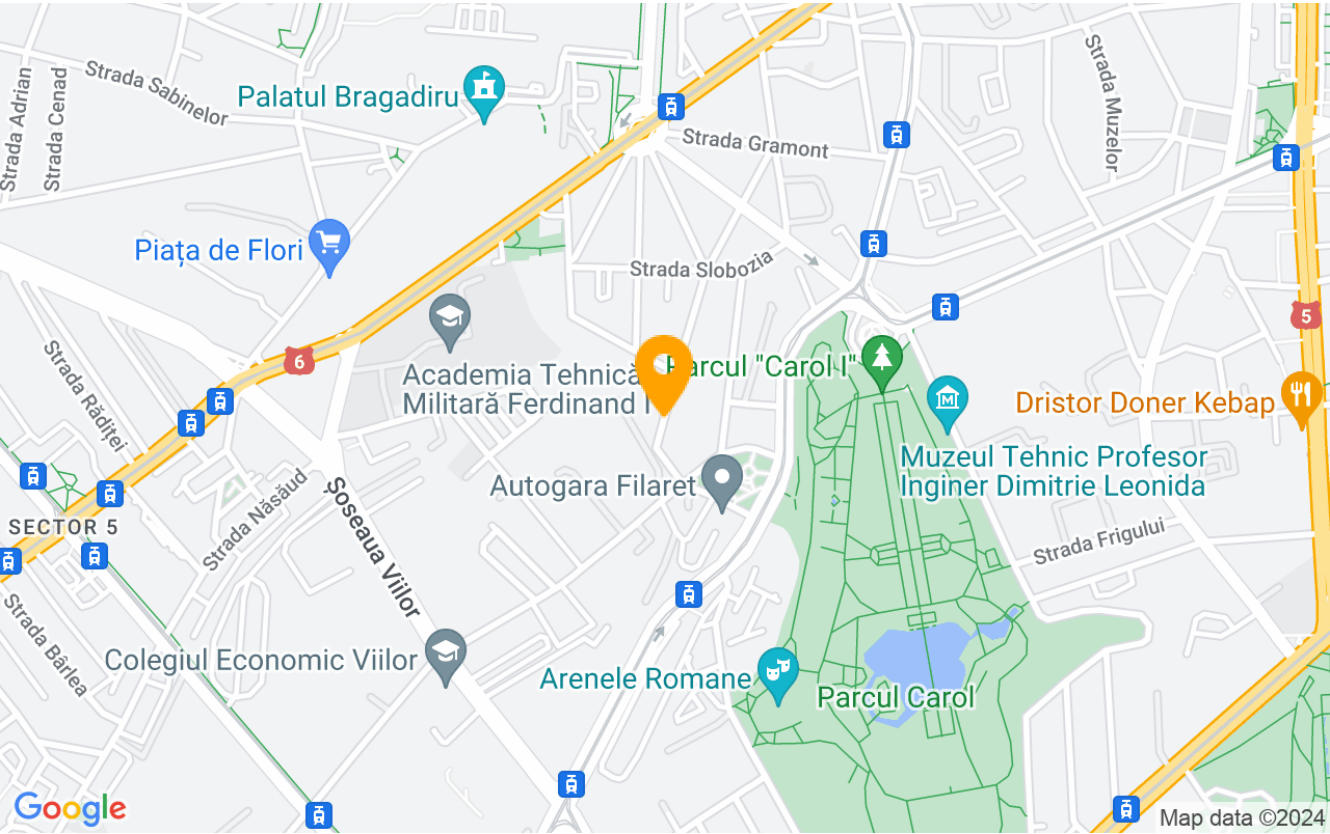 Strada Sabinelor
Palatul Bragadiru
Strada Adrian
Strada Cenad
Strada Gramont
Strada Muzelor
Piața de Flori
Strada Slobozia
6
5
Parcul "Carol I"
Academia Tehnică
Militară Ferdinand I
Dristor Doner Kebap
Strada Rădiței
Muzeul Tehnic Profesor
Inginer Dimitrie Leonida
Autogara Filaret
Strada Năsăud
SECTOR 5
Șoseaua Viilor
Strada Frigului
Strada Bârlea
Colegiul Economic Viilor
Arenele Romane
Parcul Carol
Google
Map data ©2024